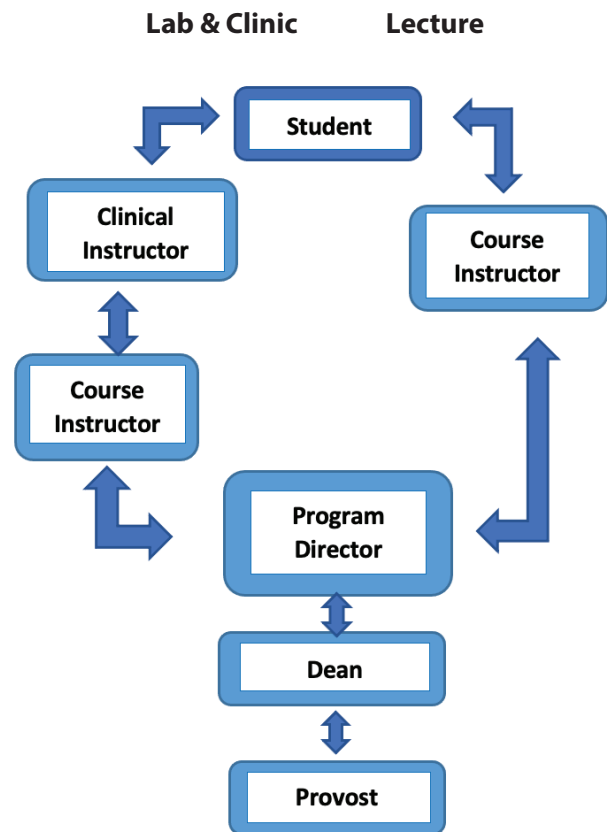 Lab & Clinic
Lecture
Student
Clinical
Instructor
Course
Instructor
Course
Instructor
Program
Director
Dean
Provost